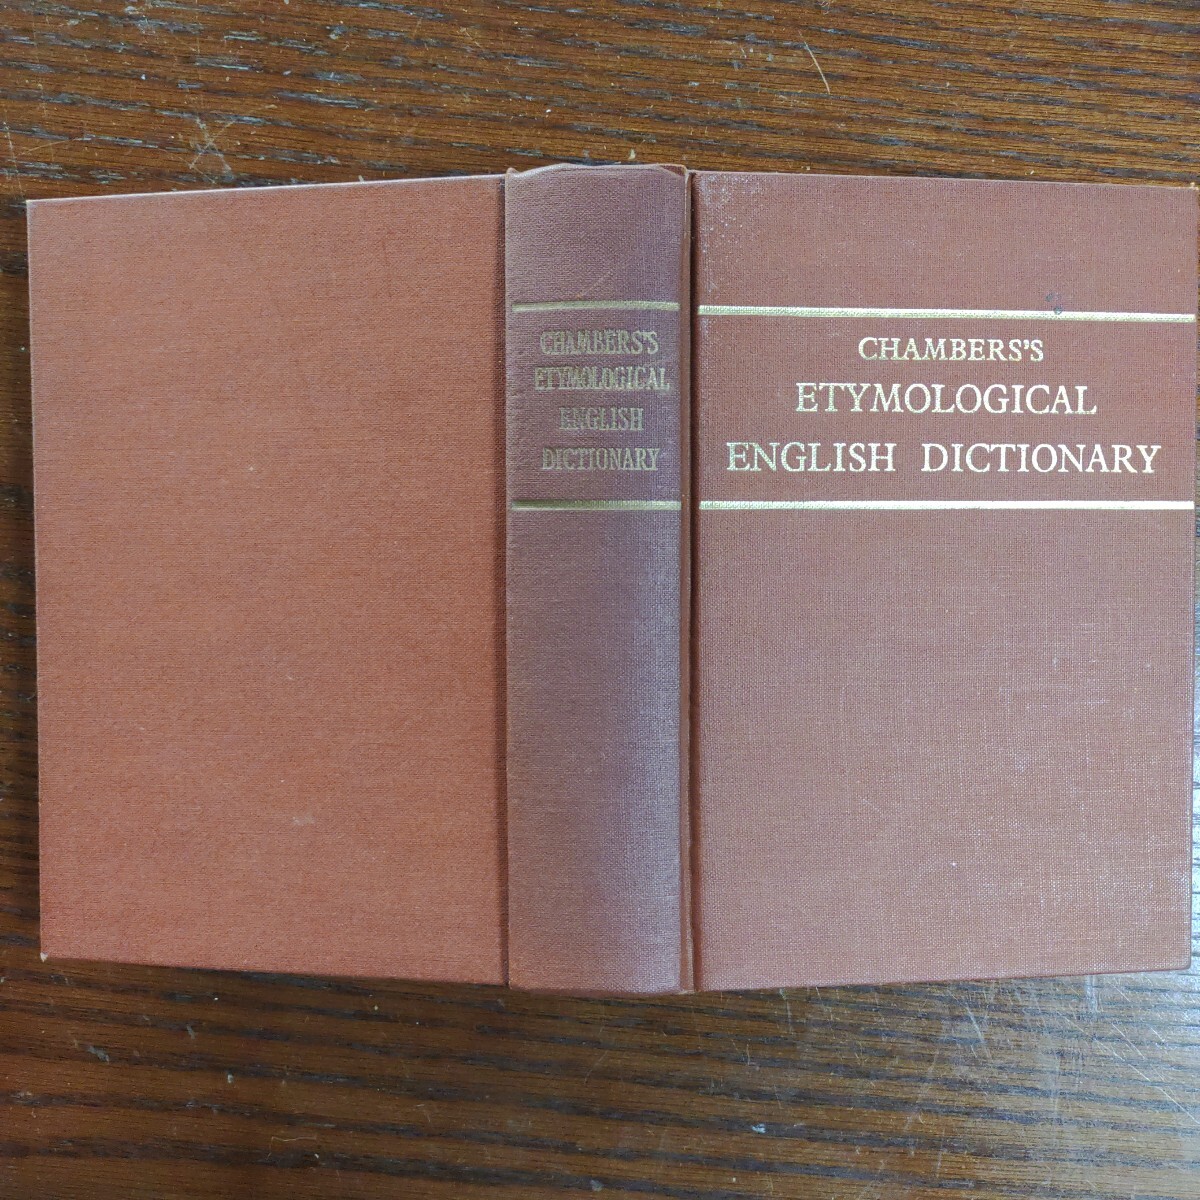 CHAMBERS'S
ETYMOLOGICAL
ENGLISH
DICTIONARY
CHAMBERS'S
ETYMOLOGICAL
ENGLISH DICTIONARY